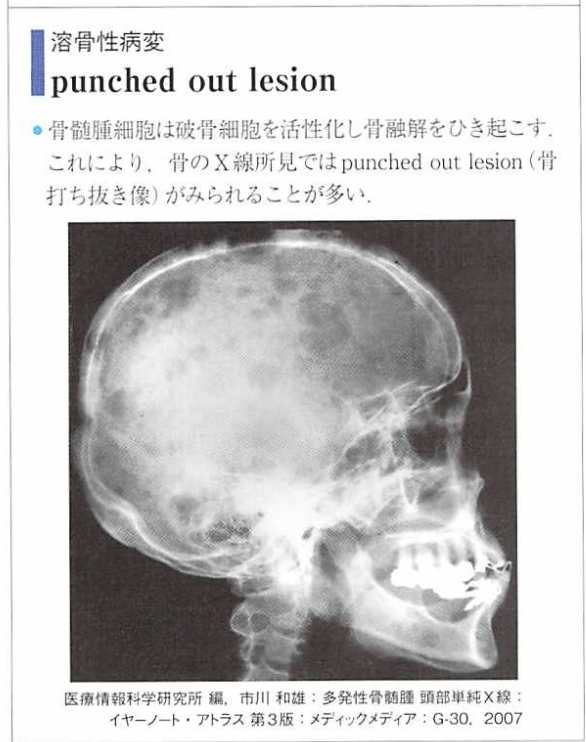 溶骨性病変
punched out lesion
●骨髄腫細胞は破骨細胞を活性化し骨融解をひき起こす．
これにより，骨のX線所見ではpunched out lesion（骨
打ち抜き像）がみられることが多い．
医療情報科学研究所 編，市川 和雄：多発性骨髄腫 頭部単純X線：
イヤーノート・アトラス 第3版：メディックメディア：G-30，2007